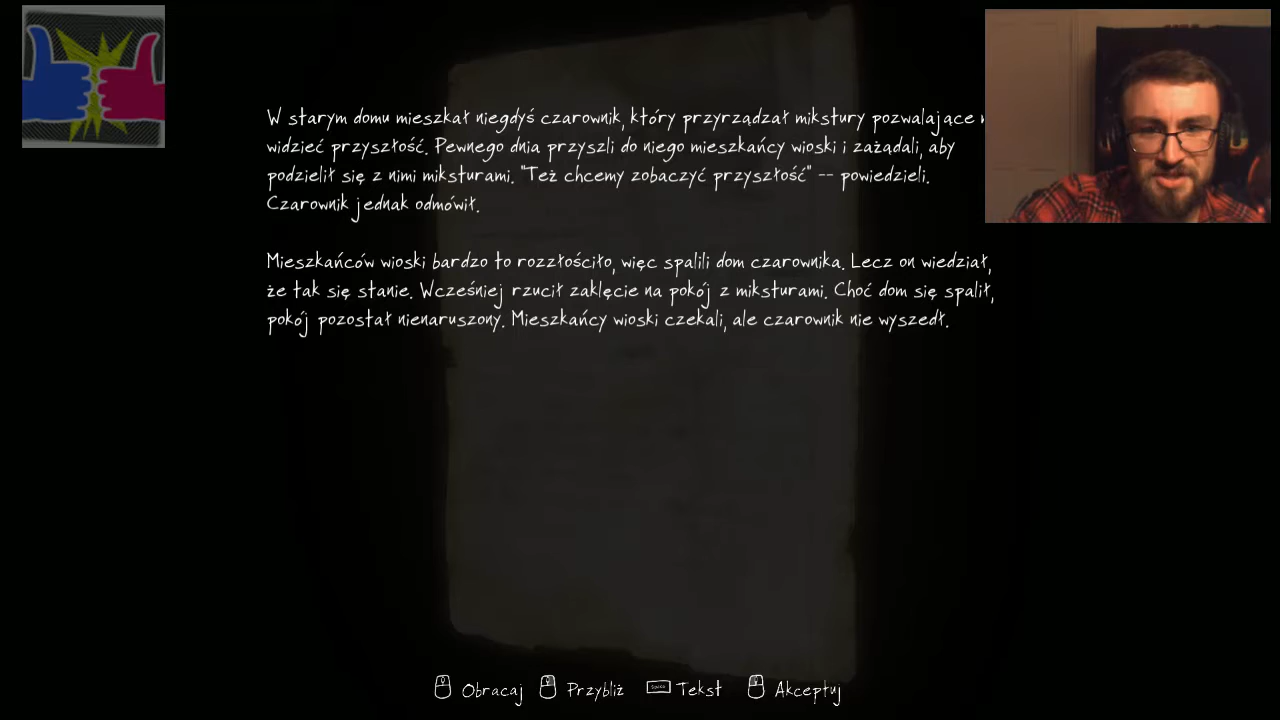 W starym domu mieszkał niegdyś czarownik, który przyrządzał mikstury pozwalające
widzieć przyszłość. Pewnego dnia przyszli do niego mieszkańcy wioski i zażądali, aby
podzielił się z nimi miksturami. "Też chcemy zobaczyć przyszłość" -- powiedzieli.
Czarownik jednak odmówił.
Mieszkańców wioski bardzo to rozzłościło, więc spalili dom czarownika. Lecz on wiedział,
że tak się stanie. Wcześniej rzucił zaklęcie na pokój z miksturami. Choć dom się spalił,
pokój pozostał nienaruszony. Mieszkańcy wioski czekali, ale czarownik nie wyszedł.
Obracaj Przybliż Tekst Akceptuj